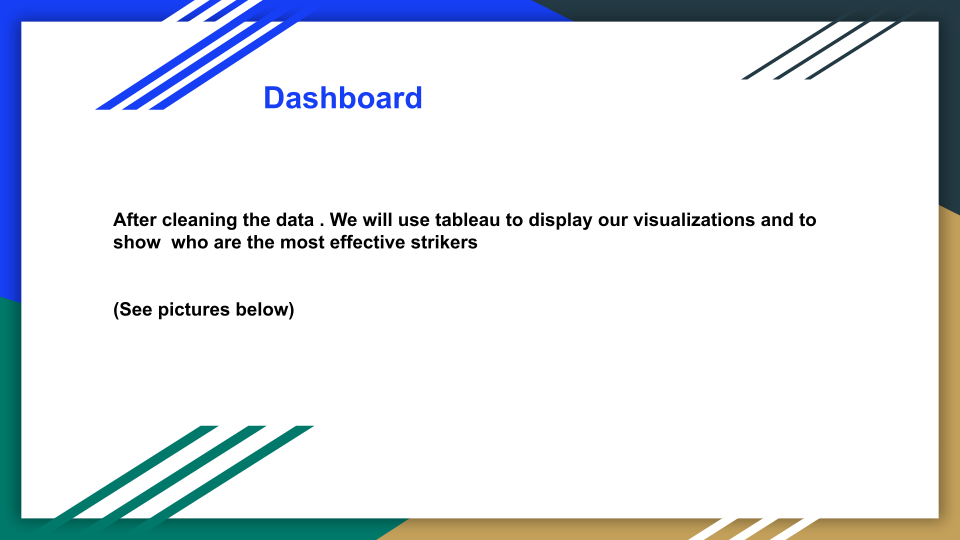 Dashboard
After cleaning the data . We will use tableau to display our visualizations and to
show  who are the most effective strikers
(See pictures below)